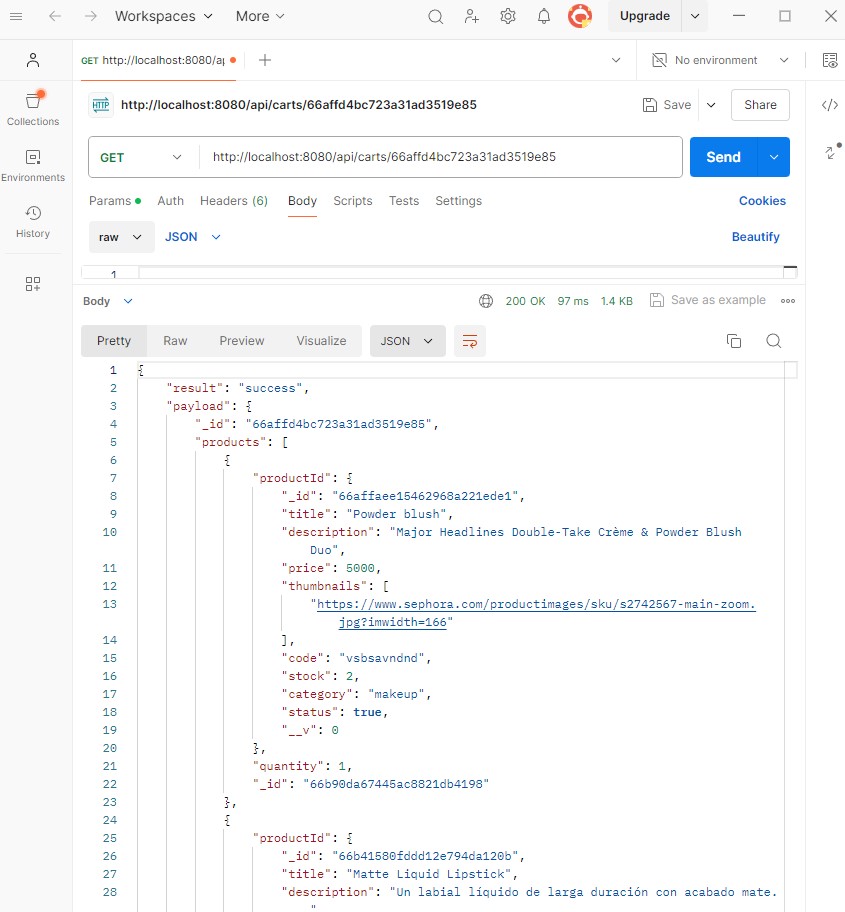 Workspaces More Upgrade
GET http://localhost:8080/ap No environment
HTTP http://localhost:8080/api/carts/66affd4bc723a31ad3519e85 Save Share
Collections
Environments
History
GET http://localhost:8080/api/carts/66affd4bc723a31ad3519e85 Send
Params Auth Headers (6) Body Scripts Tests Settings Cookies
raw JSON Beautify
1
Body 200 OK 97 ms 1.4 KB Save as example
Pretty Raw Preview Visualize JSON
1 {
2 "result": "success",
3 "payload": {
4 "_id": "66affd4bc723a31ad3519e85",
5 "products": [
6 {
7 "productId": {
8 "_id": "66affaee15462968a221ede1",
9 "title": "Powder blush",
10 "description": "Major Headlines Double-Take Crème & Powder Blush
Duo",
11 "price": 5000,
12 "thumbnails": [
13 "https://www.sephora.com/productimages/sku/s2742567-main-zoom.
jpg?imwidth=166"
14 ],
15 "code": "vsbsavndnd",
16 "stock": 2,
17 "category": "makeup",
18 "status": true,
19 "__v": 0
20 },
21 "quantity": 1,
22 "_id": "66b90da67445ac8821db4198"
23 },
24 {
25 "productId": {
26 "_id": "66b41580fddd12e794da120b",
27 "title": "Matte Liquid Lipstick",
28 "description": "Un labial líquido de larga duración con acabado mate.
"